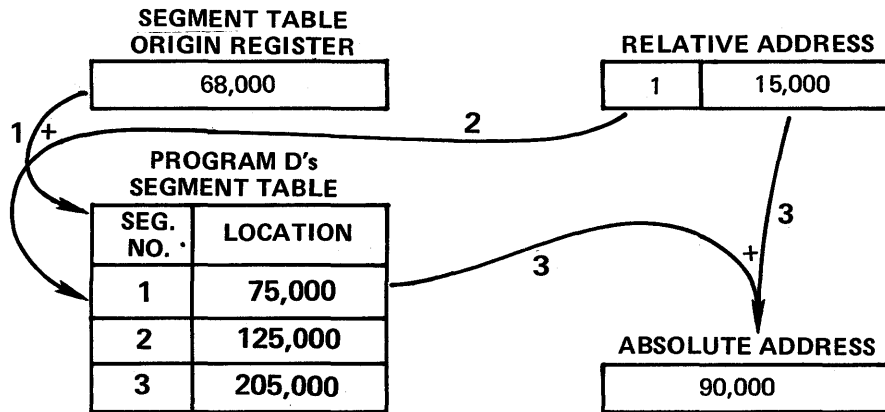 SEGMENT TABLE
ORIGIN REGISTER
68,000
RELATIVE ADDRESS
1 15,000
1 +
2
PROGRAM D's
SEGMENT TABLE
SEG. NO. LOCATION
1 75,000
2 125,000
3 205,000
3
+
3
ABSOLUTE ADDRESS
90,000